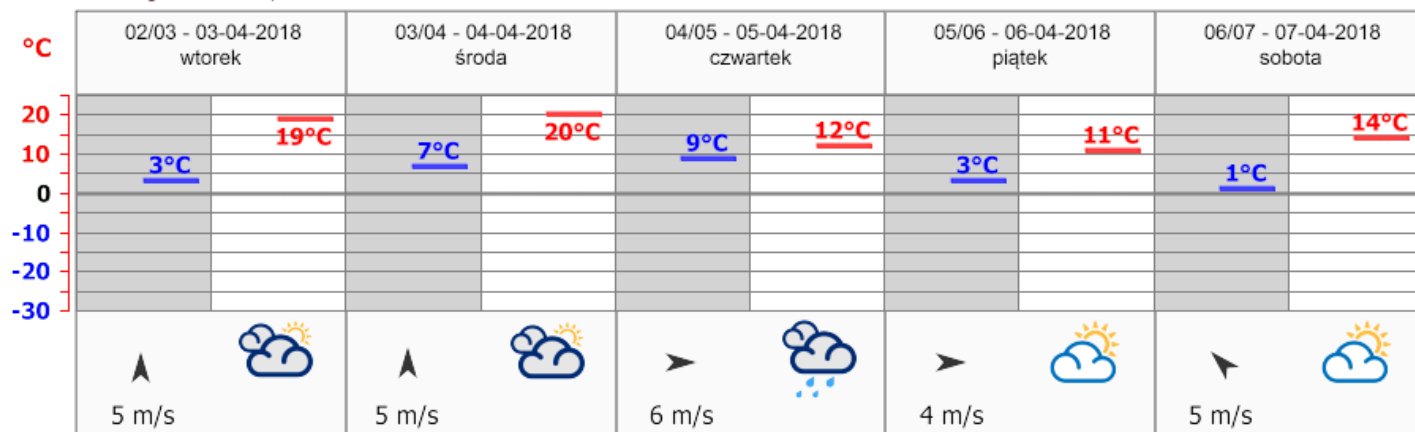 °C
02/03 - 03-04-2018
wtorek
03/04 - 04-04-2018
środa
04/05 - 05-04-2018
czwartek
05/06 - 06-04-2018
piątek
06/07 - 07-04-2018
sobota
20
10
0
-10
-20
-30
3°C
19°C
7°C
20°C
9°C
12°C
3°C
11°C
1°C
14°C
5 m/s
5 m/s
6 m/s
4 m/s
5 m/s